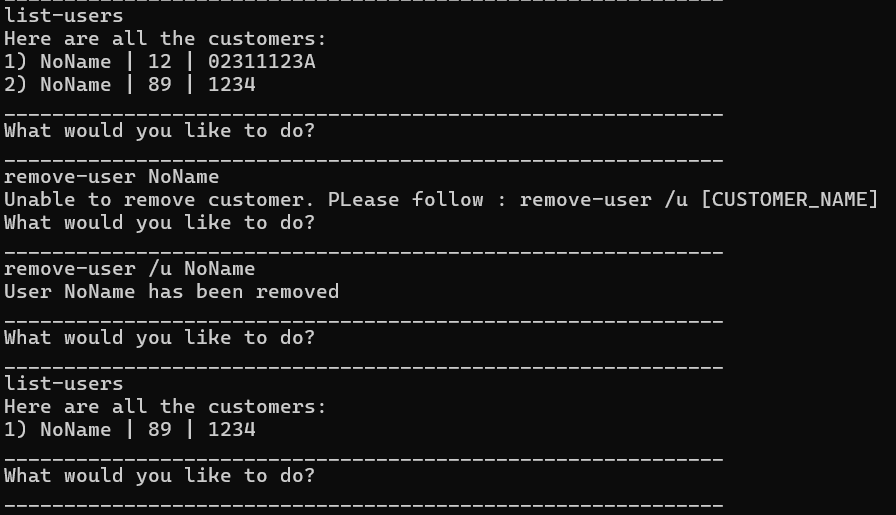 ____________________________________________________________
list-users
Here are all the customers:
1) NoName | 12 | 02311123A
2) NoName | 89 | 1234
____________________________________________________________
What would you like to do?
____________________________________________________________
remove-user NoName
Unable to remove customer. PLease follow : remove-user /u [CUSTOMER_NAME]
What would you like to do?
____________________________________________________________
remove-user /u NoName
User NoName has been removed
____________________________________________________________
What would you like to do?
____________________________________________________________
list-users
Here are all the customers:
1) NoName | 89 | 1234
____________________________________________________________
What would you like to do?
____________________________________________________________